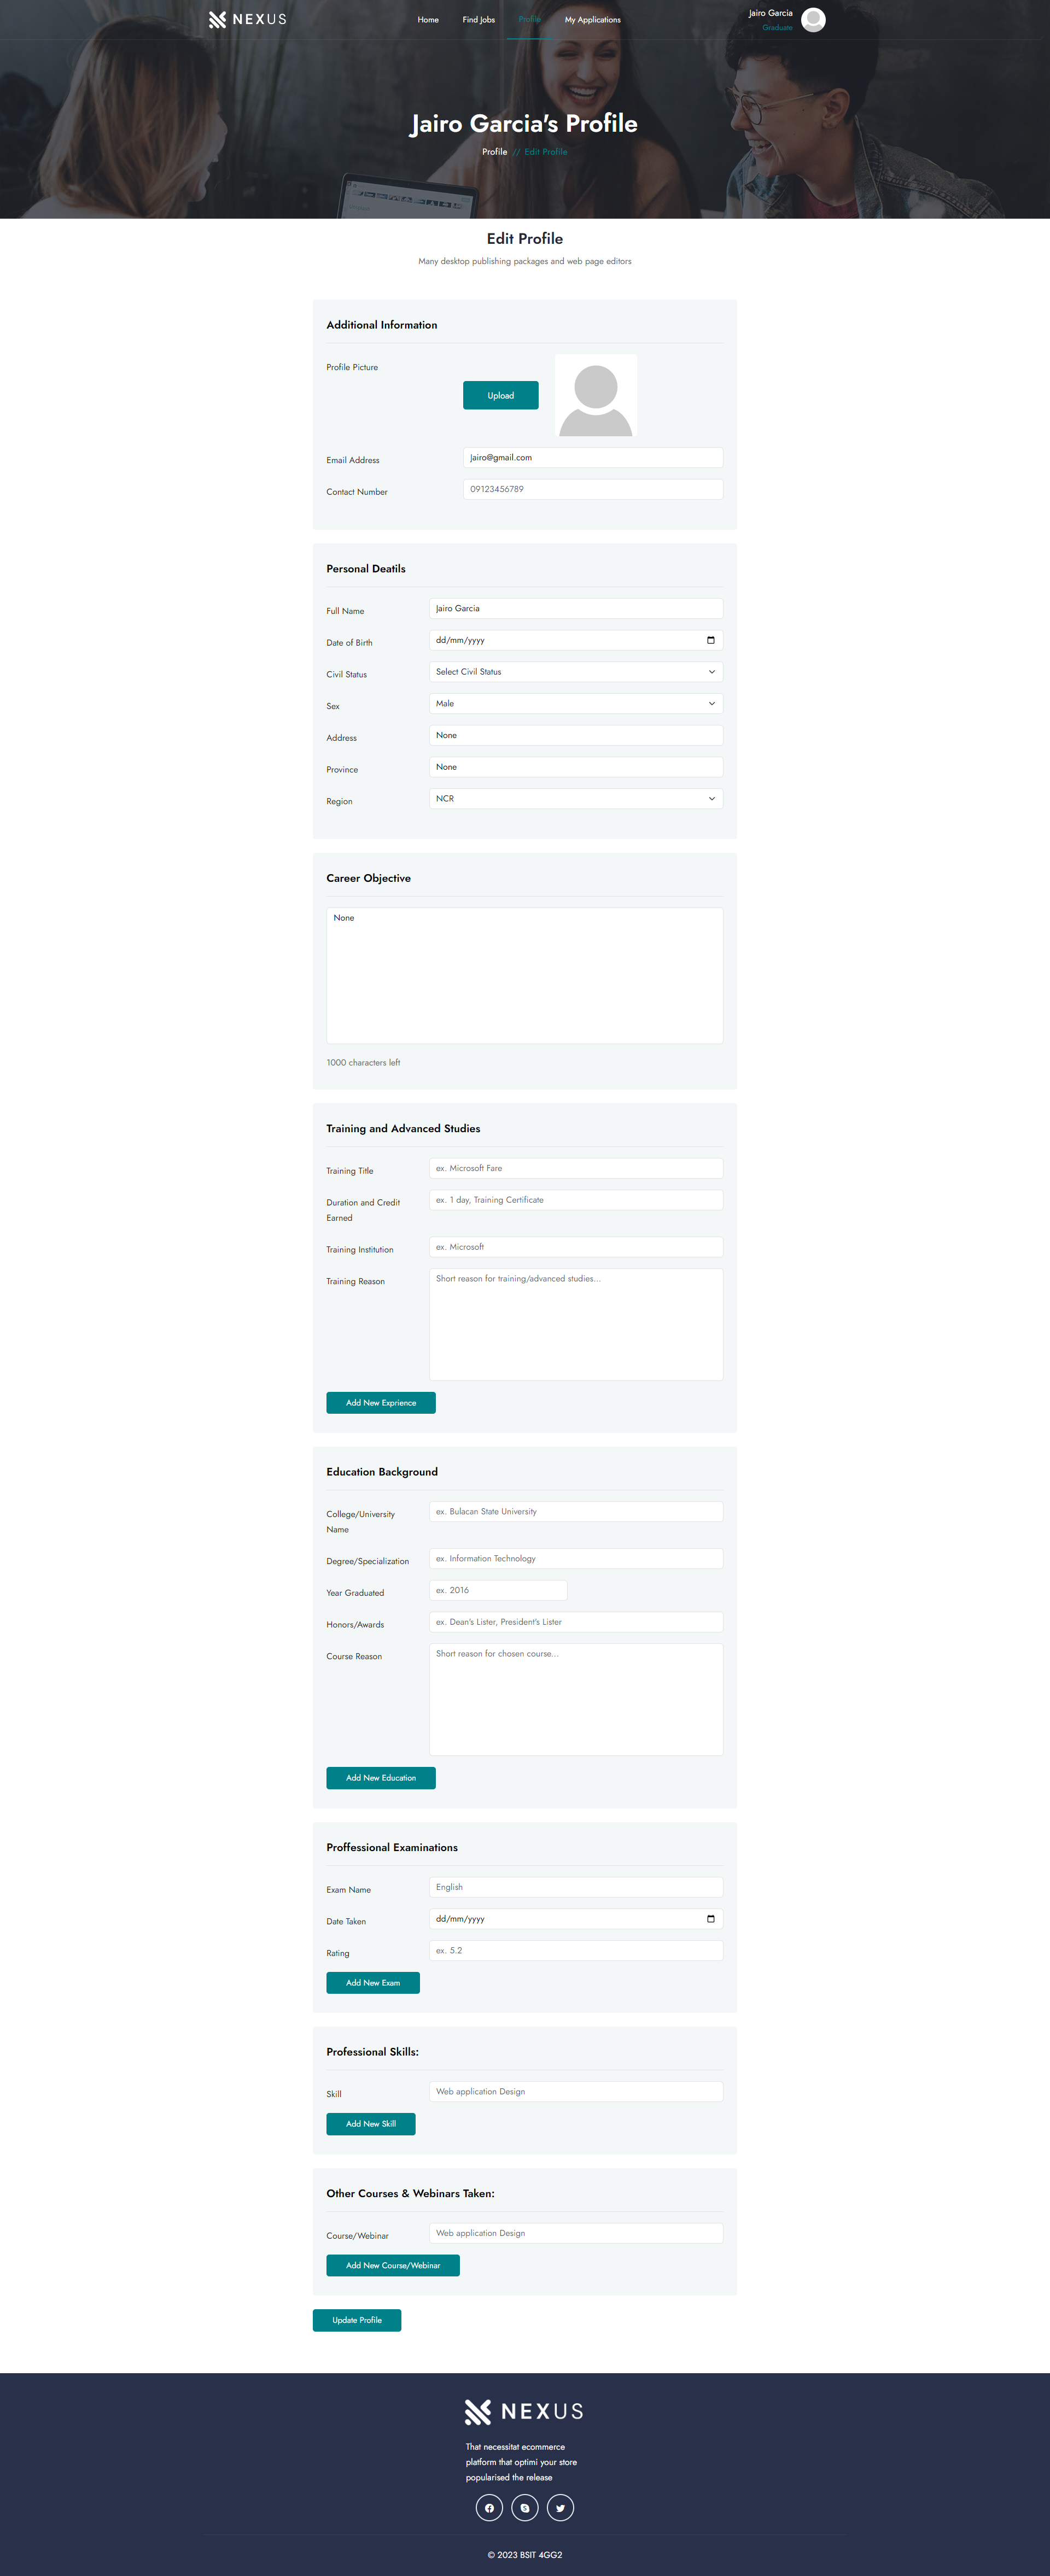 NEXUS
Home Find Jobs Profile My Applications
Jairo Garcia
Graduate
Jairo Garcia's Profile
Profile // Edit Profile
Edit Profile
Many desktop publishing packages and web page editors
Additional Information
Profile Picture
Upload
Email Address Jairo@gmail.com
Contact Number 09123456789
Personal Deatils
Full Name Jairo Garcia
Date of Birth dd/mm/yyyy
Civil Status Select Civil Status
Sex Male
Address None
Province None
Region NCR
Career Objective
None
1000 characters left
Training and Advanced Studies
Training Title ex. Microsoft Fare
Duration and Credit ex. 1 day, Training Certificate
Earned
Training Institution ex. Microsoft
Training Reason Short reason for training/advanced studies...
Add New Exprience
Education Background
College/University ex. Bulacan State University
Name
Degree/Specialization ex. Information Technology
Year Graduated ex. 2016
Honors/Awards ex. Dean's Lister, President's Lister
Course Reason Short reason for chosen course...
Add New Education
Proffessional Examinations
Exam Name English
Date Taken dd/mm/yyyy
Rating ex. 5.2
Add New Exam
Professional Skills:
Skill Web application Design
Add New Skill
Other Courses & Webinars Taken:
Course/Webinar Web application Design
Add New Course/Webinar
Update Profile
NEXUS
That necessitat ecommerce
platform that optimi your store
popularised the release
© 2023 BSIT 4GG2